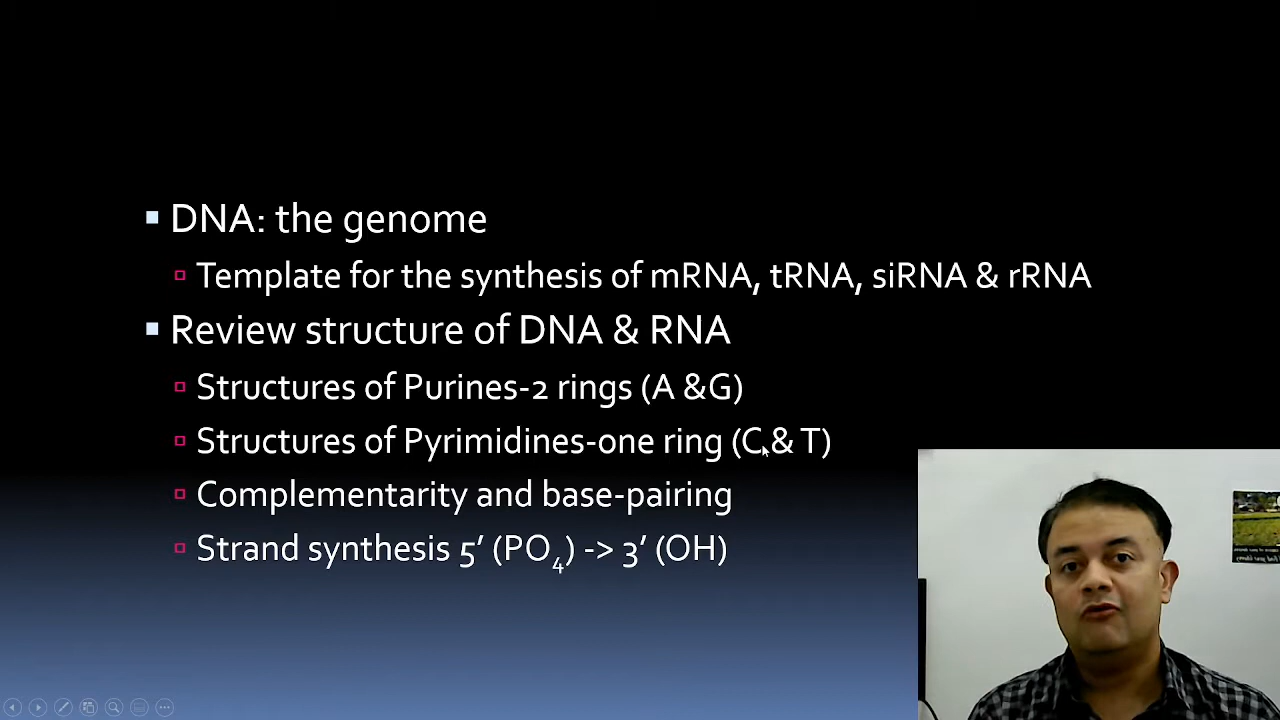 DNA: the genome
Template for the synthesis of mRNA, tRNA, siRNA & rRNA
Review structure of DNA & RNA
Structures of Purines-2 rings (A &G)
Structures of Pyrimidines-one ring (C & T)
Complementarity and base-pairing
Strand synthesis 5’ (PO₄) -> 3’ (OH)